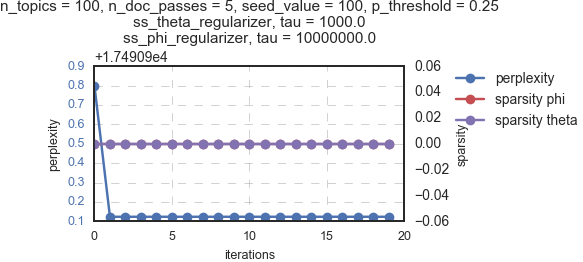 n_topics = 100, n_doc_passes = 5, seed_value = 100, p_threshold = 0.25
ss_theta_regularizer, tau = 1000.0
ss_phi_regularizer, tau = 10000000.0
+1.74909e4
0.9
0.8
0.7
0.6
0.5
0.4
0.3
0.2
0.1
perplexity
0
5
10
15
20
iterations
0.06
0.04
0.02
0.00
−0.02
−0.04
−0.06
sparsity
perplexity
sparsity phi
sparsity theta